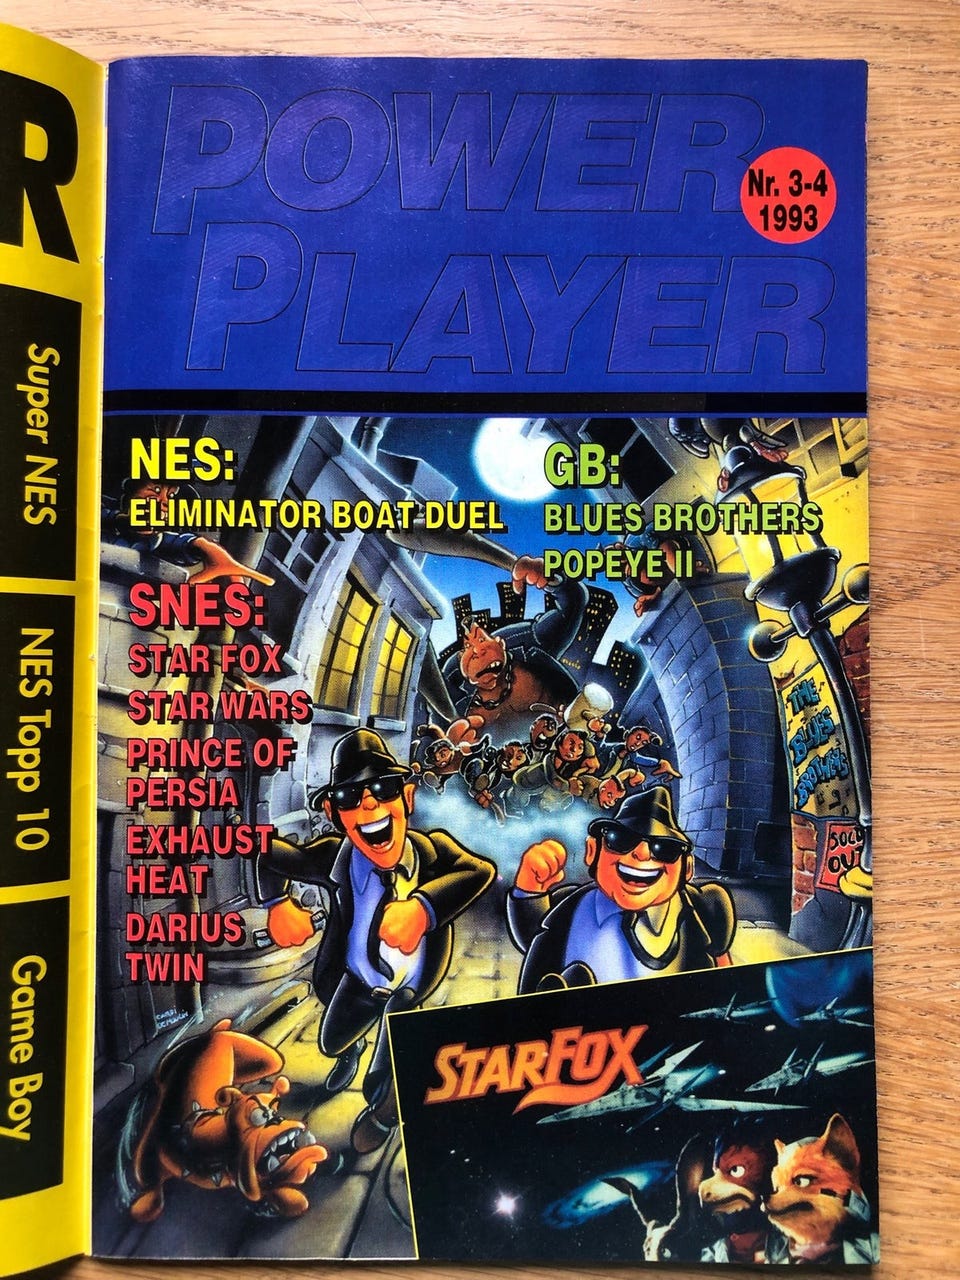 R
Super NES
NES Topp 10
Game Boy
POWER
PLAYER
Nr. 3-4
1993
NES:
ELIMINATOR BOAT DUEL
GB:
BLUES BROTHERS
POPEYE II
SNES:
STAR FOX
STAR WARS
PRINCE OF
PERSIA
EXHAUST
HEAT
DARIUS
TWIN
THE
BLUES
BROTHERS
SOLD
OUT
STARFOX